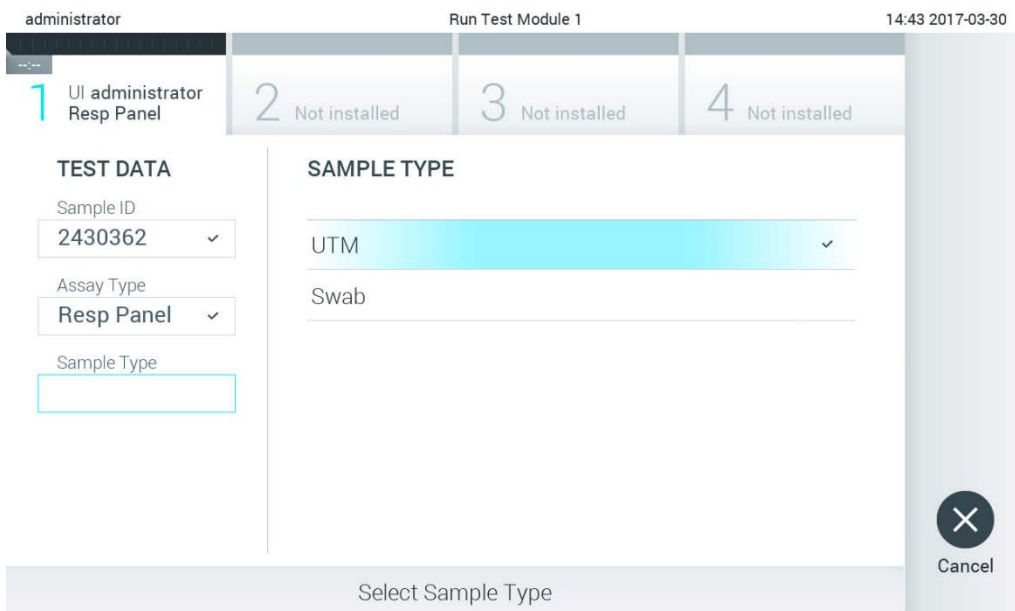 administrator Run Test Module 1 14:43 2017-03-30
--:--
1 UI administrator
Resp Panel
2 Not installed
3 Not installed
4 Not installed
TEST DATA
Sample ID
2430362
Assay Type
Resp Panel
Sample Type
SAMPLE TYPE
UTM
Swab
Cancel
Select Sample Type